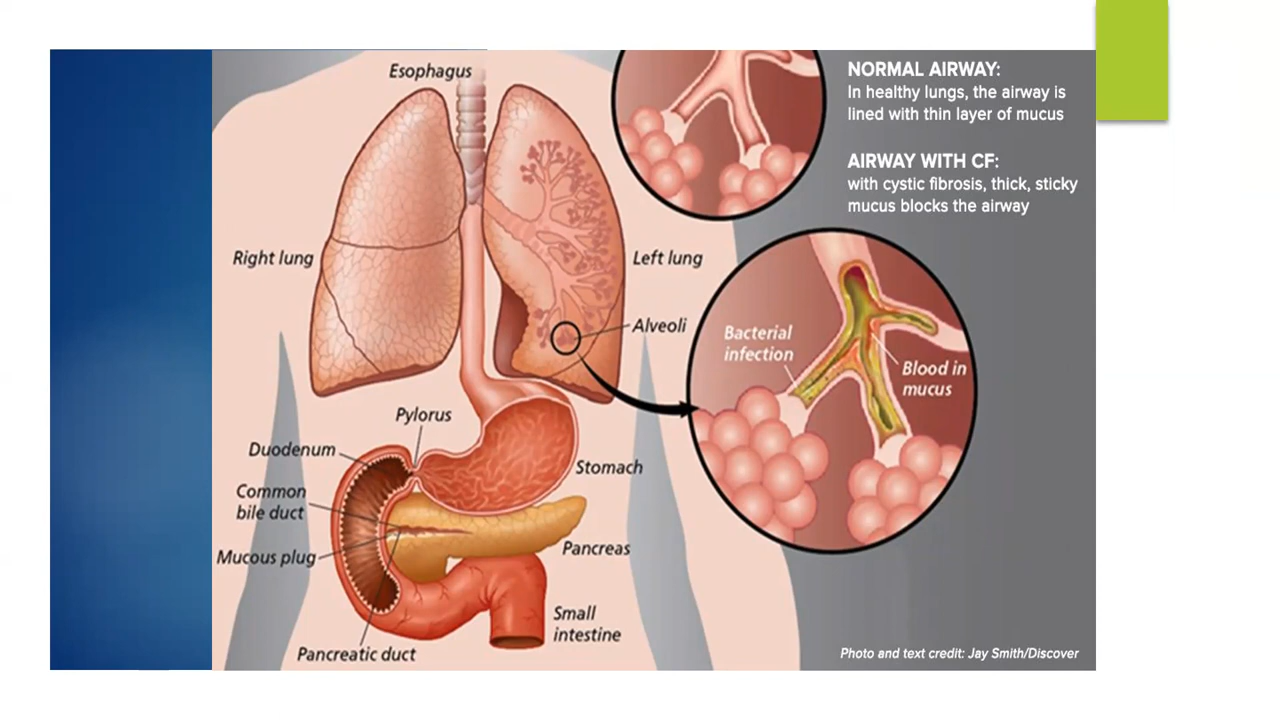 Esophagus
NORMAL AIRWAY:
In healthy lungs, the airway is
lined with thin layer of mucus
AIRWAY WITH CF:
with cystic fibrosis, thick, sticky
mucus blocks the airway
Right lung
Left lung
Alveoli
Bacterial
infection
Blood in
mucus
Pylorus
Duodenum
Stomach
Common
bile duct
Mucous plug
Pancreas
Small
intestine
Pancreatic duct
Photo and text credit: Jay Smith/Discover